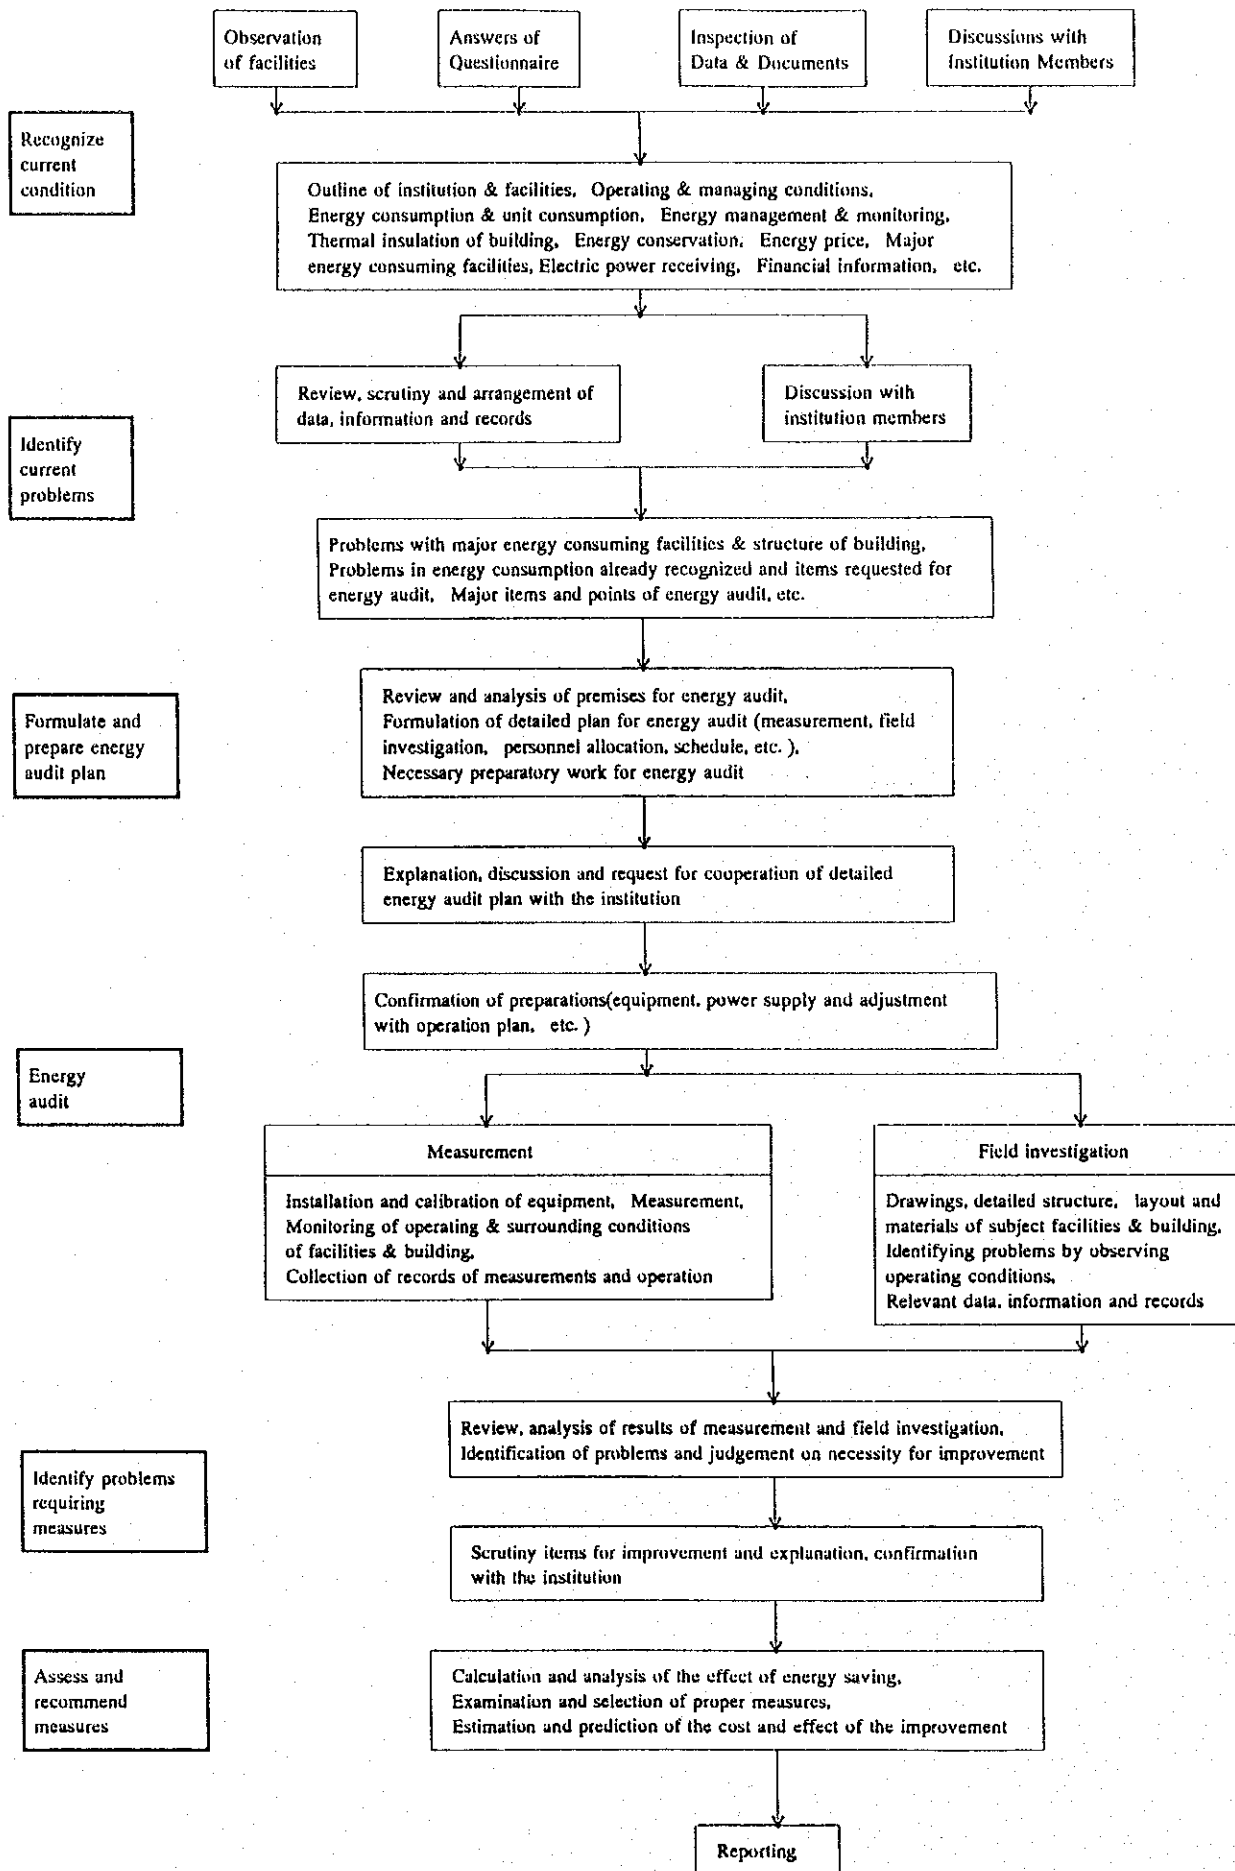 Observation
of facilities
Answers of
Questionnaire
Inspection of
Data & Documents
Discussions with
Institution Members
Recognize
current
condition
Outline of institution & facilities, Operating & managing conditions,
Energy consumption & unit consumption, Energy management & monitoring,
Thermal insulation of building, Energy conservation, Energy price, Major
energy consuming facilities, Electric power receiving, Financial information, etc.
Review, scrutiny and arrangement of
data, information and records
Discussion with
institution members
Identify
current
problems
Problems with major energy consuming facilities & structure of building,
Problems in energy consumption already recognized and items requested for
energy audit, Major items and points of energy audit, etc.
Formulate and
prepare energy
audit plan
Review and analysis of premises for energy audit,
Formulation of detailed plan for energy audit (measurement, field
investigation, personnel allocation, schedule, etc. ),
Necessary preparatory work for energy audit
Explanation, discussion and request for cooperation of detailed
energy audit plan with the institution
Confirmation of preparations(equipment, power supply and adjustment
with operation plan, etc. )
Energy
audit
Measurement
Installation and calibration of equipment, Measurement,
Monitoring of operating & surrounding conditions
of facilities & building,
Collection of records of measurements and operation
Field investigation
Drawings, detailed structure, layout and
materials of subject facilities & building,
Identifying problems by observing
operating conditions,
Relevant data, information and records
Review, analysis of results of measurement and field investigation,
Identification of problems and judgement on necessity for improvement
Identify problems
requiring
measures
Scrutiny items for improvement and explanation, confirmation
with the institution
Assess and
recommend
measures
Calculation and analysis of the effect of energy saving,
Examination and selection of proper measures,
Estimation and prediction of the cost and effect of the improvement
Reporting